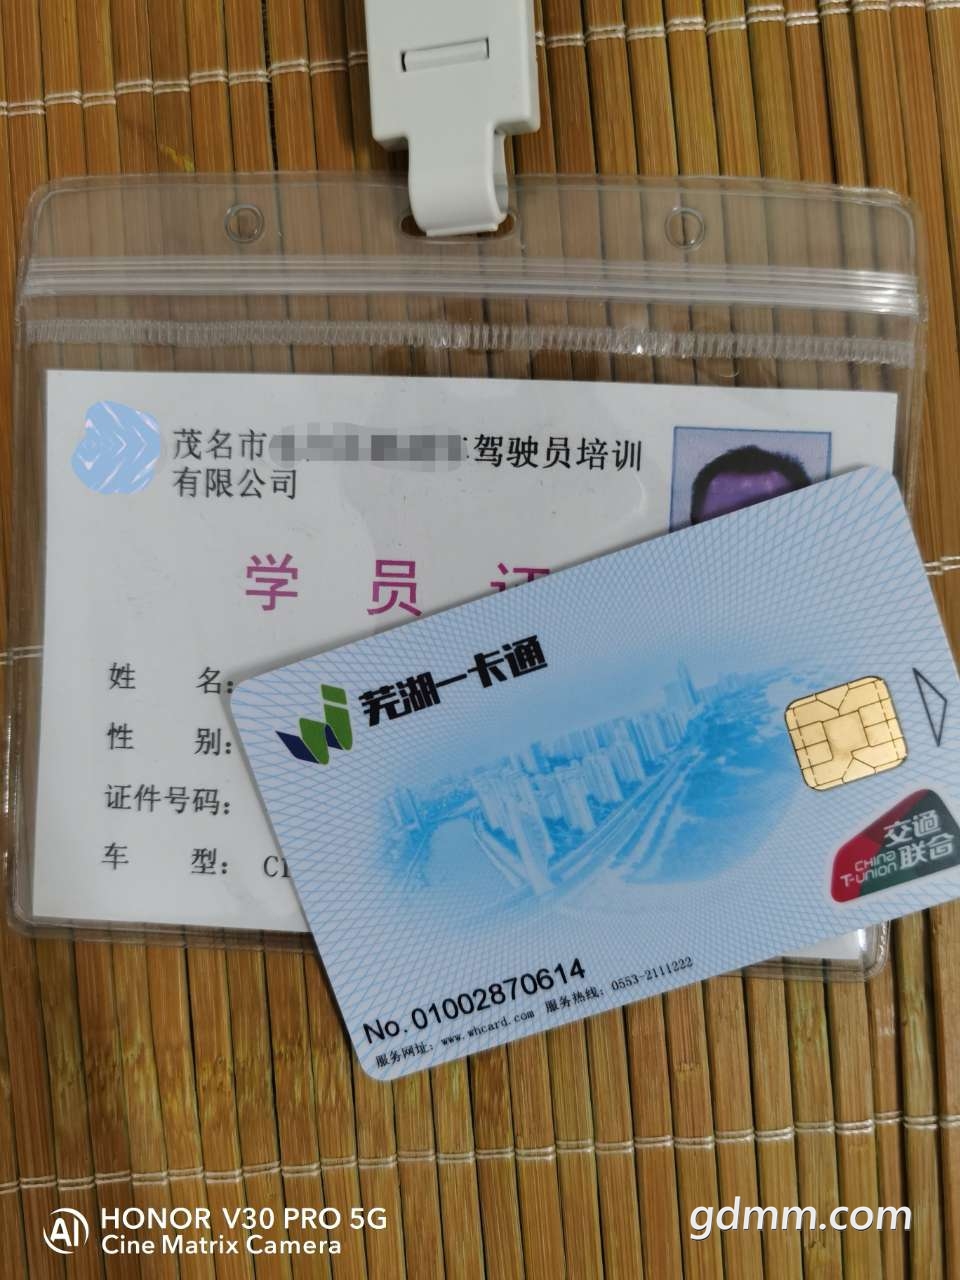 茂名市 驾驶员培训
有限公司
学员证
姓名：
性别：
证件号码：
车型： C1
芜湖一卡通
交通
联合
CHINA
T-UNION
No.01002870614
服务网址：www.whcard.com 服务热线：0553-2111222
AI HONOR V30 PRO 5G
Cine Matrix Camera
gdmm.com